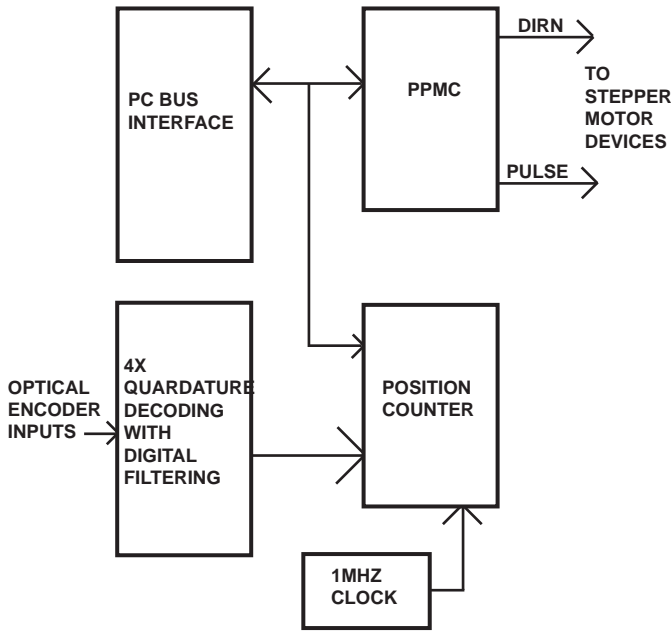 DIRN
PC BUS
INTERFACE
PPMC
TO
STEPPER
MOTOR
DEVICES
PULSE
OPTICAL
ENCODER
INPUTS
4X
QUARDATURE
DECODING
WITH
DIGITAL
FILTERING
POSITION
COUNTER
1MHZ
CLOCK